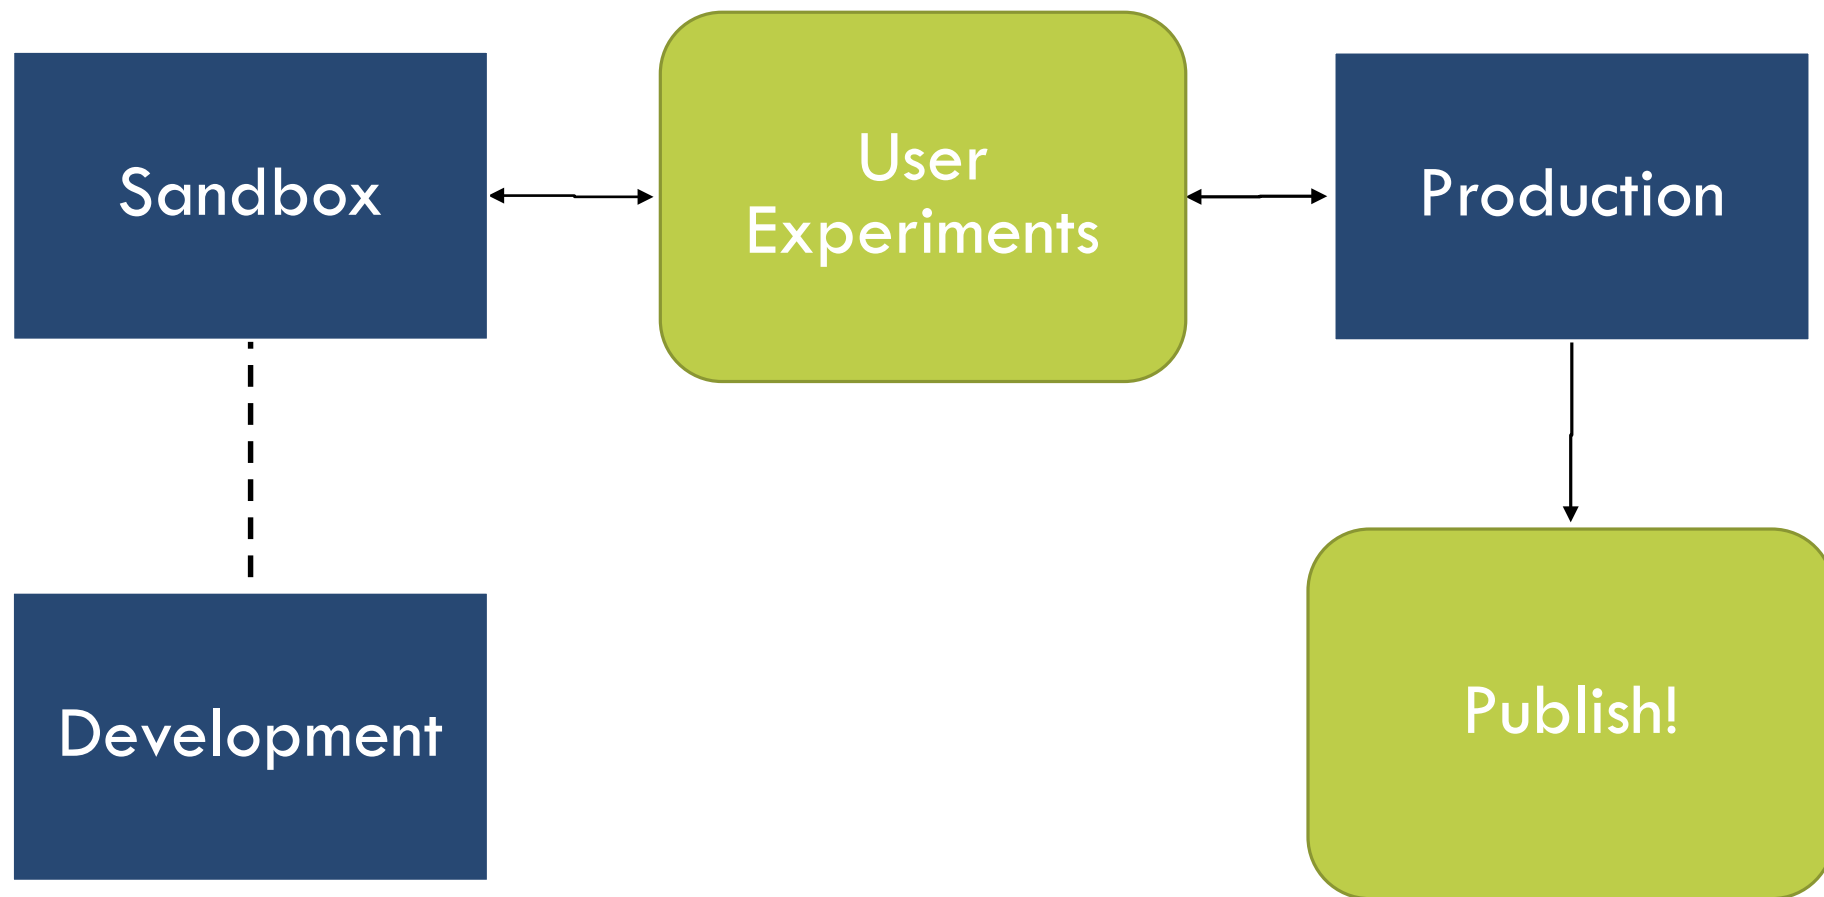 Sandbox
User
Experiments
Production
Development
Publish!